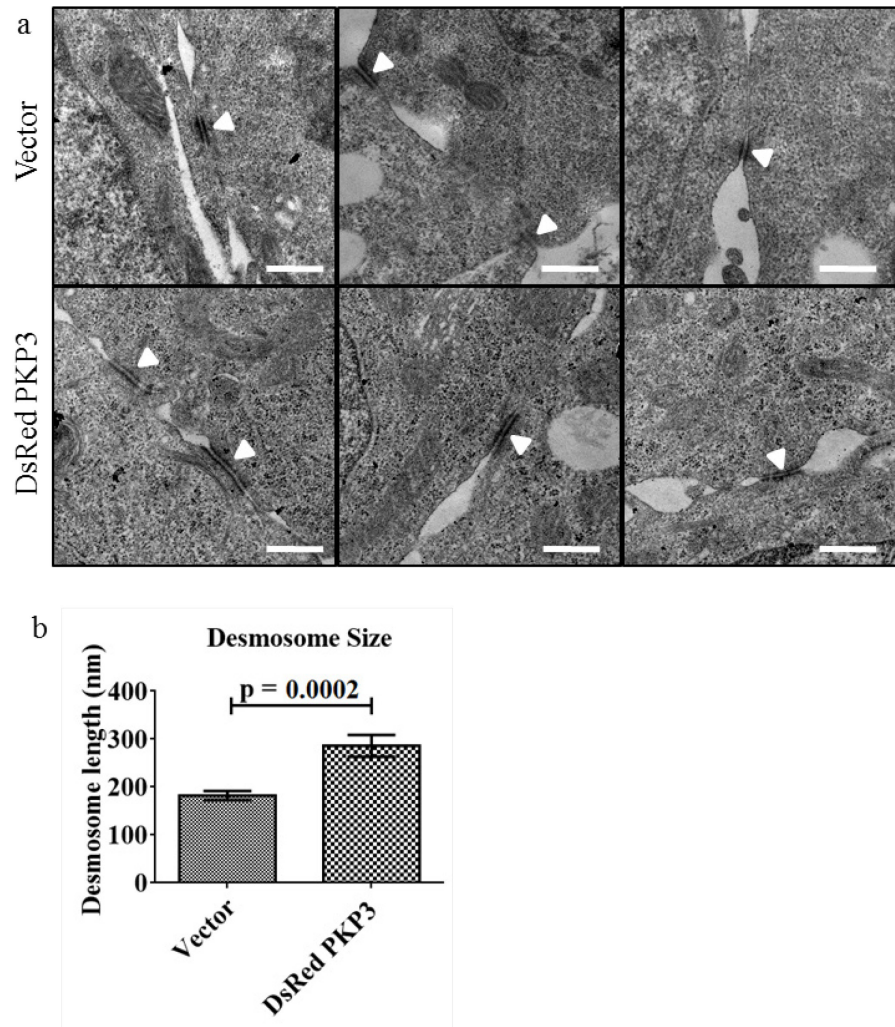 a
Vector
DsRed PKP3
b
Desmosome Size
p = 0.0002
Desmosome length (nm)
400
300
200
100
0
Vector
DsRed PKP3